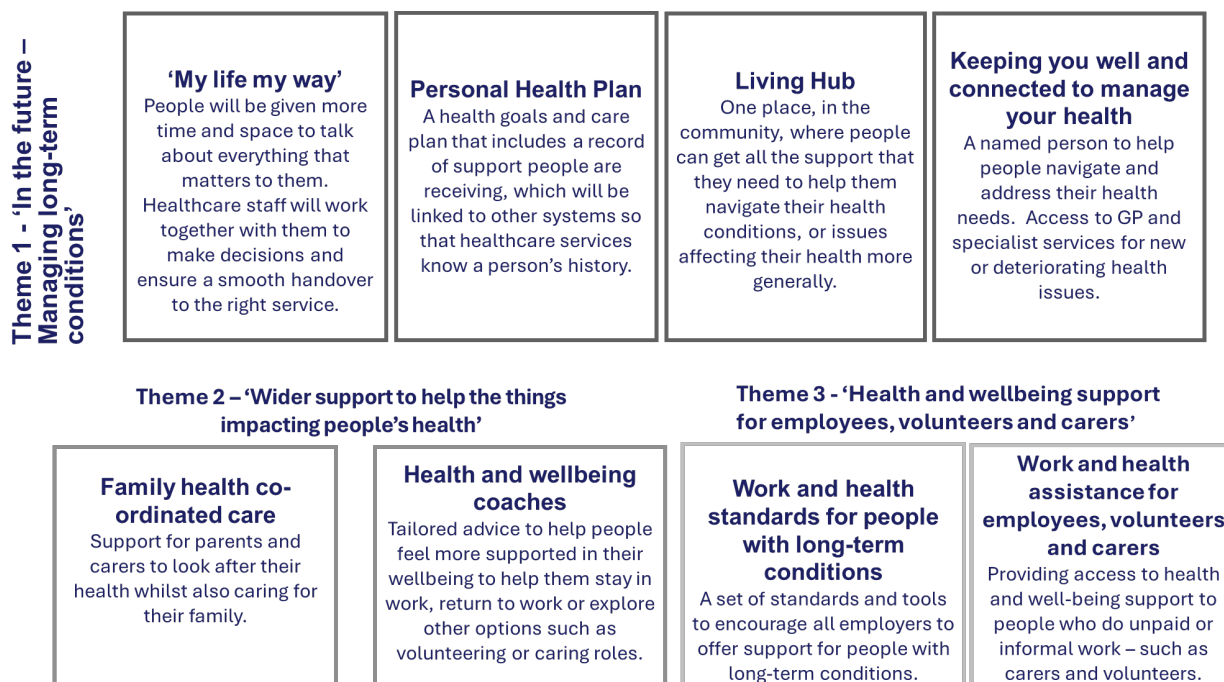 Theme 1 - ‘In the future –
Managing long-term
conditions’
‘My life my way’
People will be given more
time and space to talk
about everything that
matters to them.
Healthcare staff will work
together with them to
make decisions and
ensure a smooth handover
to the right service.
Personal Health Plan
A health goals and care
plan that includes a record
of support people are
receiving, which will be
linked to other systems so
that healthcare services
know a person’s history.
Living Hub
One place, in the
community, where people
can get all the support that
they need to help them
navigate their health
conditions, or issues
affecting their health more
generally.
Keeping you well and
connected to manage
your health
A named person to help
people navigate and
address their health
needs.  Access to GP and
specialist services for new
or deteriorating health
issues.
Theme 2 – ‘Wider support to help the things
impacting people’s health’
Family health co-
ordinated care
Support for parents and
carers to look after their
health whilst also caring for
their family.
Health and wellbeing
coaches
Tailored advice to help people
feel more supported in their
wellbeing to help them stay in
work, return to work or explore
other options such as
volunteering or caring roles.
Theme 3 - ‘Health and wellbeing support
for employees, volunteers and carers’
Work and health
standards for people
with long-term
conditions
A set of standards and tools
to encourage all employers to
offer support for people with
long-term conditions.
Work and health
assistance for
employees, volunteers
and carers
Providing access to health
and well-being support to
people who do unpaid or
informal work – such as
carers and volunteers.